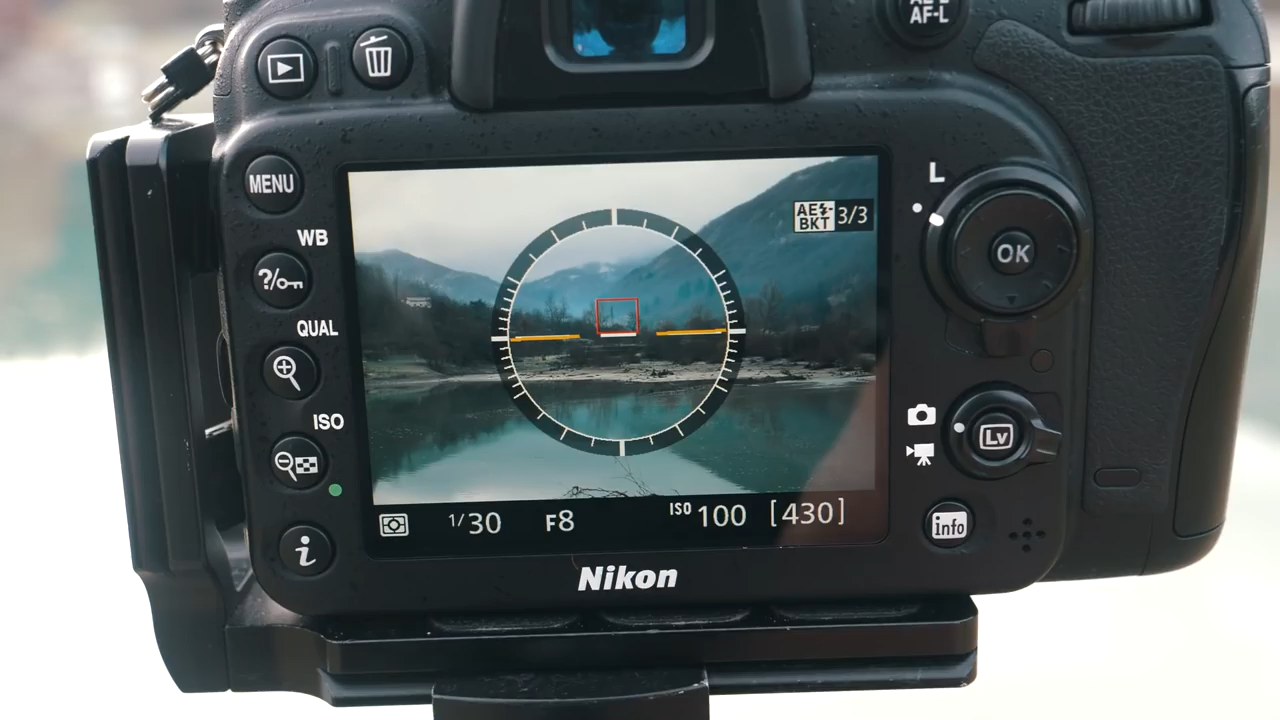 AE-L
AF-L
MENU
L
WB
AE-
BKT 3/3
OK
?/
QUAL
ISO
Lv
1/30 F8 ISO 100 [430]
info
i
Nikon